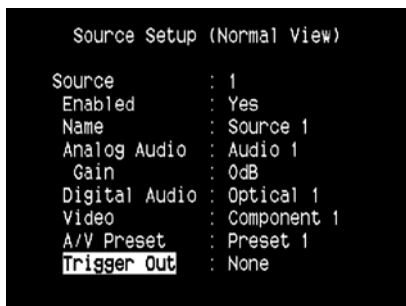 Source Setup (Normal View)
Source : 1
Enabled : Yes
Name : Source 1
Analog Audio : Audio 1
Gain : 0dB
Digital Audio : Optical 1
Video : Component 1
A/V Preset : Preset 1
Trigger Out : None